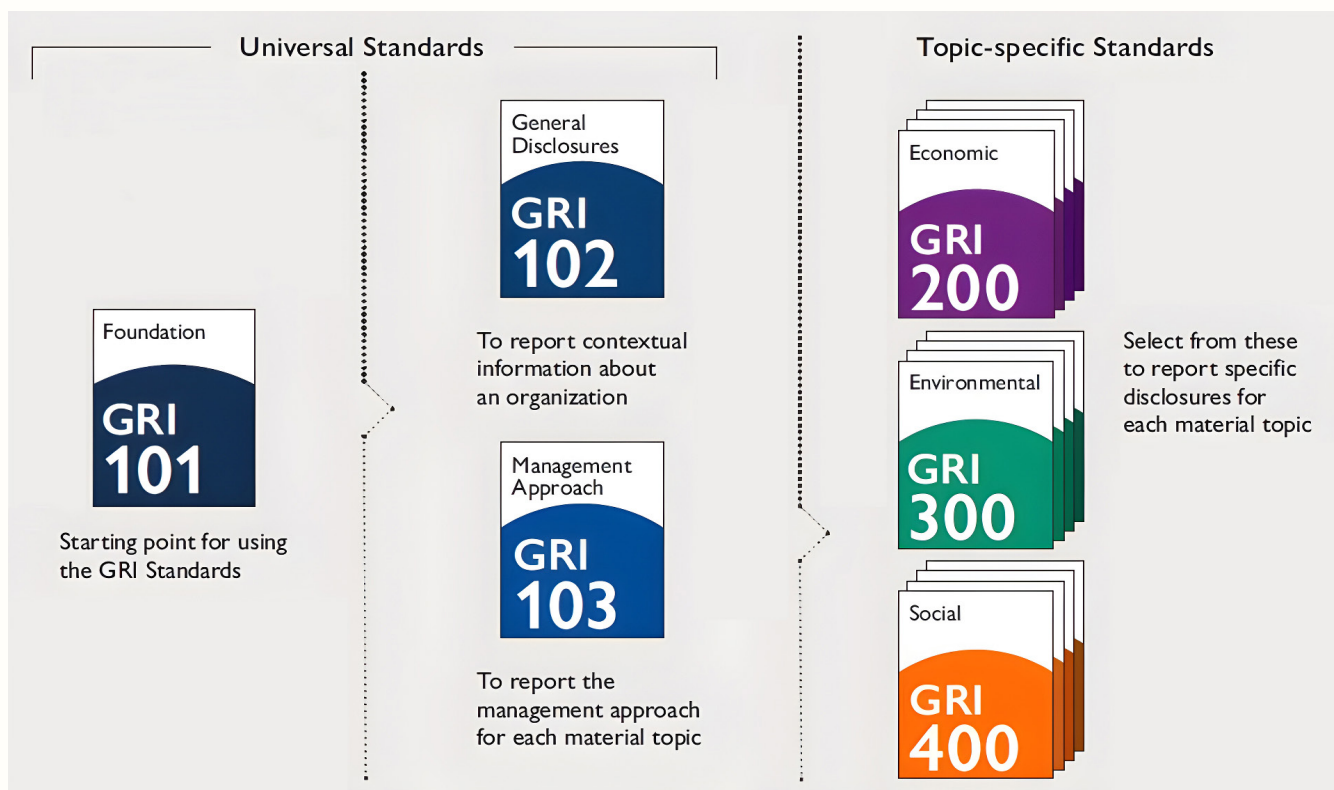 Universal Standards
Topic-specific Standards
Foundation
GRI
101
Starting point for using
the GRI Standards
General
Disclosures
GRI
102
To report contextual
information about
an organization
Management
Approach
GRI
103
To report the
management approach
for each material topic
Economic
GRI
200
Environmental
GRI
300
Social
GRI
400
Select from these
to report specific
disclosures for
each material topic